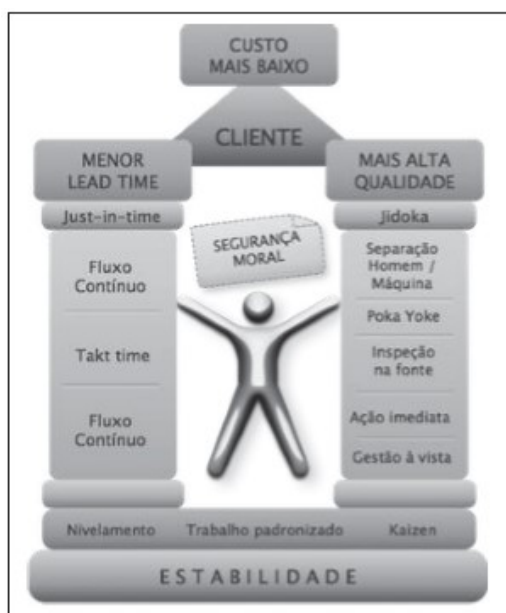 CUSTO
MAIS BAIXO
CLIENTE
MENOR
LEAD TIME
Just-in-time
Fluxo
Contínuo
Takt time
Fluxo
Contínuo
SEGURANÇA
MORAL
MAIS ALTA
QUALIDADE
Jidoka
Separação
Homem /
Máquina
Poka Yoke
Inspeção
na fonte
Ação imediata
Gestão à vista
Nivelamento Trabalho padronizado Kaizen
ESTABILIDADE